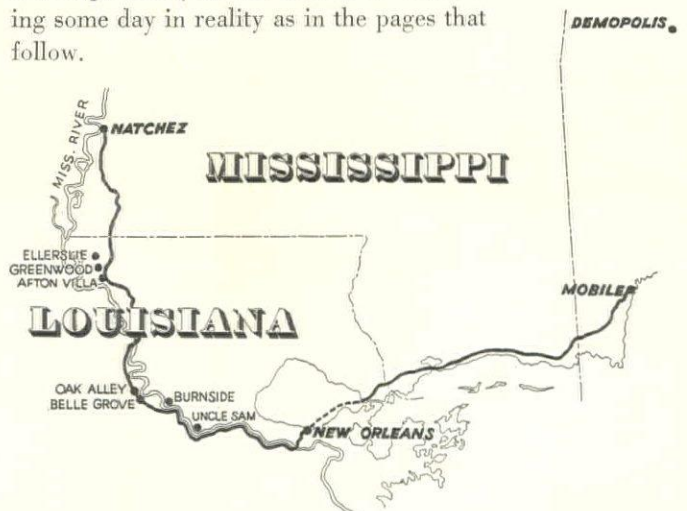 ing some day in reality as in the pages that
follow.
DEMOPOLIS
MISS. RIVER
NATCHEZ
MISSISSIPPI
ELLERSLIE
GREENWOOD
AFTON VILLA
LOUISIANA
MOBILE
OAK ALLEY
BELLE GROVE
BURNSIDE
UNCLE SAM
NEW ORLEANS